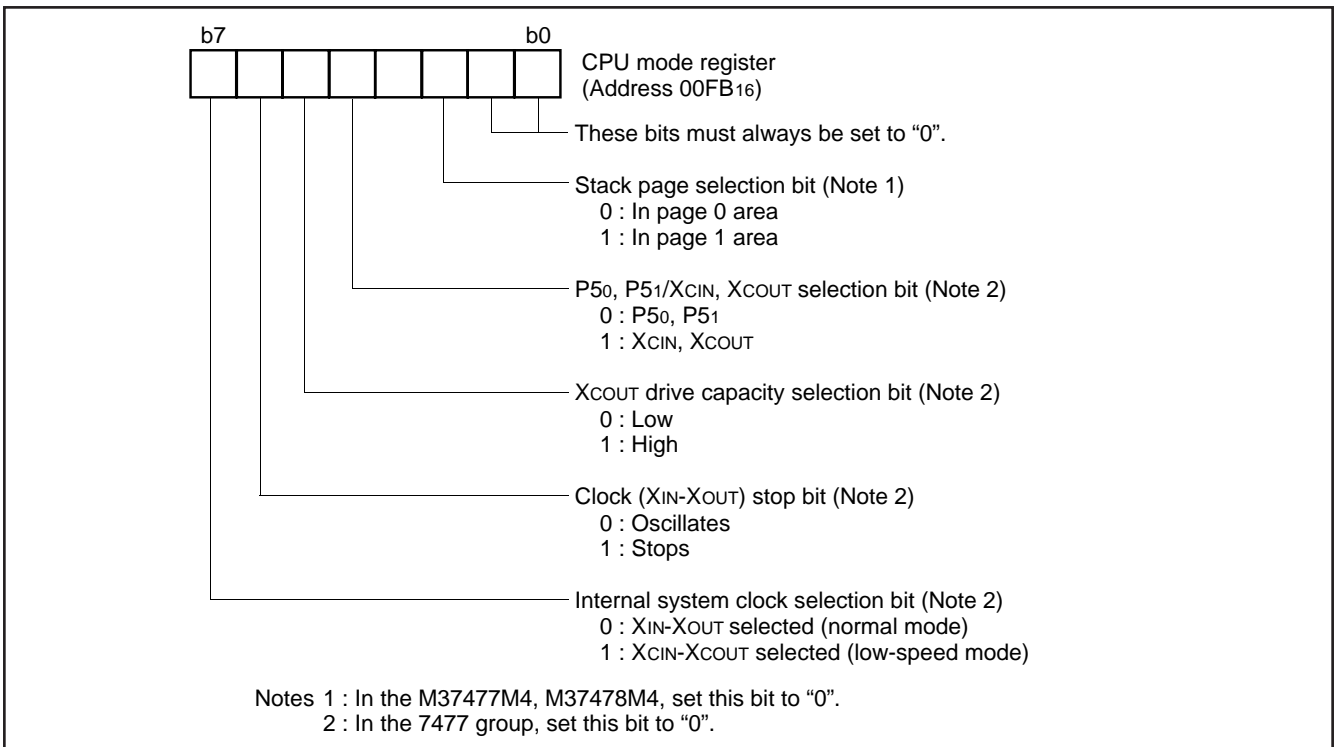 b7 b0
CPU mode register
(Address 00FB16)
These bits must always be set to “0”.
Stack page selection bit (Note 1)
0 : In page 0 area
1 : In page 1 area
P50, P51/XCIN, XCOUT selection bit (Note 2)
0 : P50, P51
1 : XCIN, XCOUT
XCOUT drive capacity selection bit (Note 2)
0 : Low
1 : High
Clock (XIN-XOUT) stop bit (Note 2)
0 : Oscillates
1 : Stops
Internal system clock selection bit (Note 2)
0 : XIN-XOUT selected (normal mode)
1 : XCIN-XCOUT selected (low-speed mode)
Notes 1 : In the M37477M4, M37478M4, set this bit to “0”.
2 : In the 7477 group, set this bit to “0”.